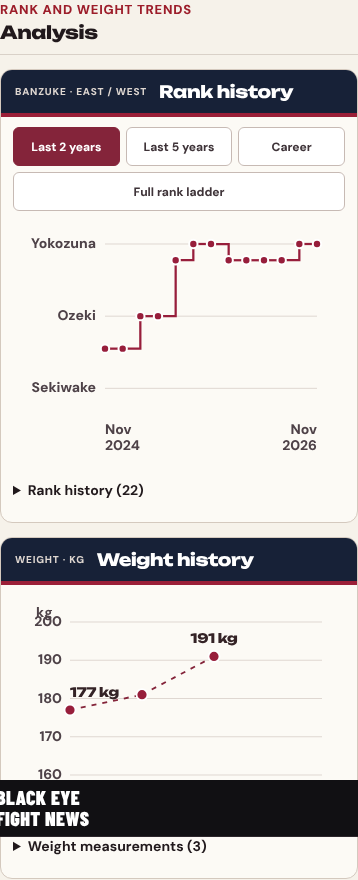 RANK AND WEIGHT TRENDS
Analysis
BANZUKE · EAST / WEST Rank history
Last 2 years Last 5 years Career
Full rank ladder
Yokozuna
Ozeki
Sekiwake
Nov Nov
2024 2026
▶ Rank history (22)
WEIGHT · KG Weight history
kg
200
191 kg
190
177 kg
180
170
160
BLACK EYE
FIGHT NEWS
▶ Weight measurements (3)